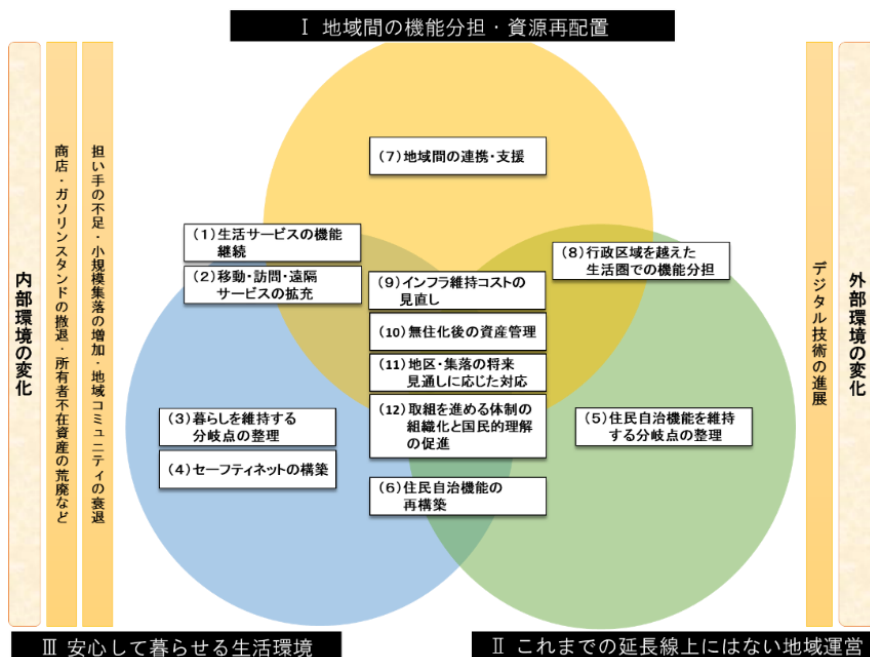 Ⅰ 地域間の機能分担・資源再配置
内部環境の変化
商店・ガソリンスタンドの撤退・所有者不在資産の荒廃など
担い手の不足・小規模集落の増加・地域コミュニティの衰退
(7)地域間の連携・支援
(1)生活サービスの機能
継続
(2)移動・訪問・遠隔
サービスの拡充
(8)行政区域を越えた
生活圏での機能分担
(9)インフラ維持コストの
見直し
(10)無住化後の資産管理
(11)地区・集落の将来
見通しに応じた対応
(12)取組を進める体制の
組織化と国民的理解
の促進
(3)暮らしを維持する
分岐点の整理
(4)セーフティネットの構築
(5)住民自治機能を維持
する分岐点の整理
(6)住民自治機能の
再構築
デジタル技術の進展
外部環境の変化
Ⅲ 安心して暮らせる生活環境
Ⅱ これまでの延長線上にはない地域運営